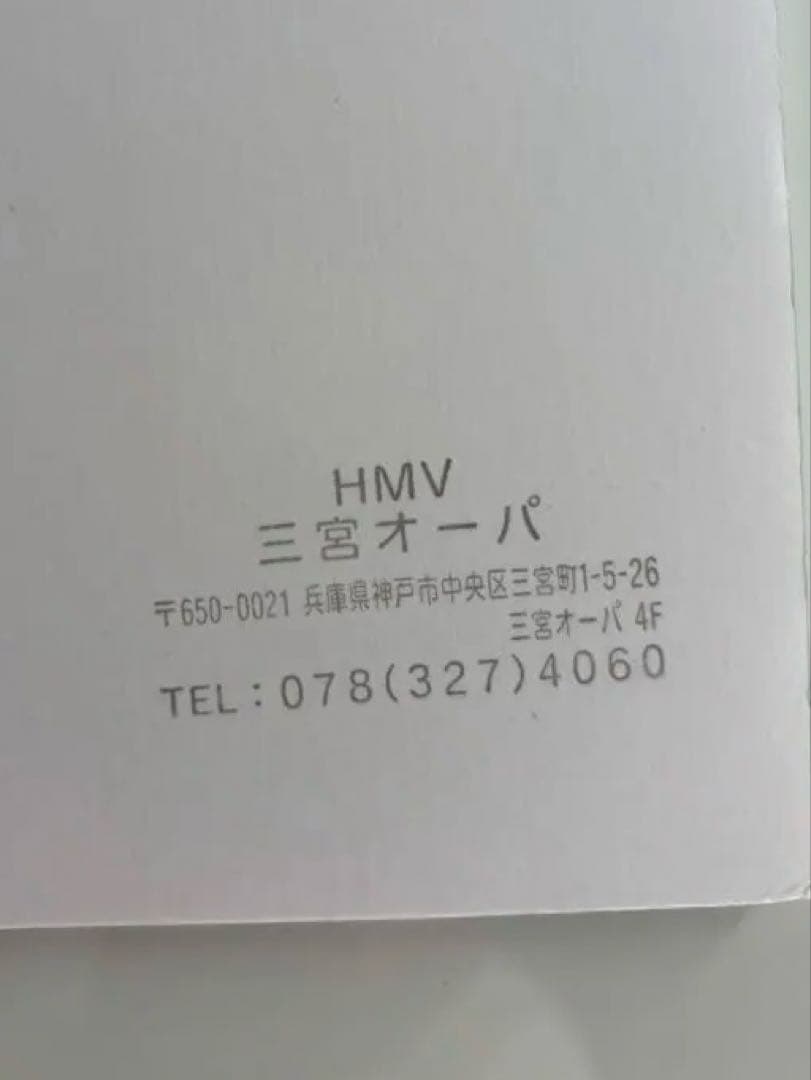 HMV
三宮オーパ
〒650-0021 兵庫県神戸市中央区三宮町1-5-26
三宮オーパ 4F
TEL：078(327)4060